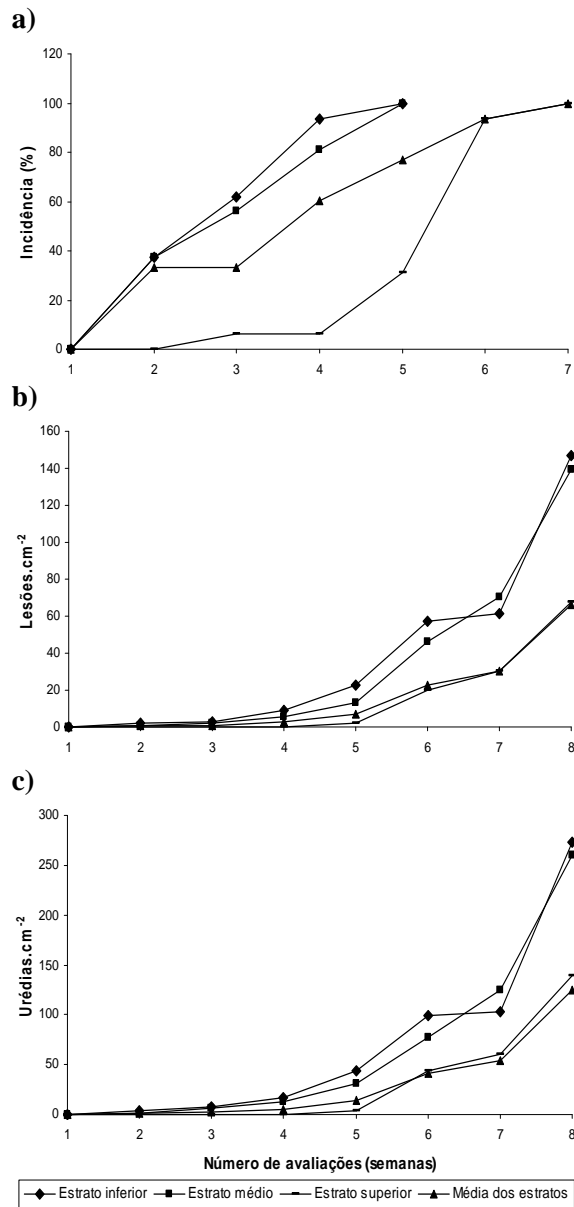 a)
Incidência (%)
120
100
80
60
40
20
0
1 2 3 4 5 6 7
b)
Lesões.cm-2
160
140
120
100
80
60
40
20
0
1 2 3 4 5 6 7 8
c)
Urédias.cm-2
300
250
200
150
100
50
0
1 2 3 4 5 6 7 8
Número de avaliações (semanas)
Estrato inferior Estrato médio Estrato superior Média dos estratos